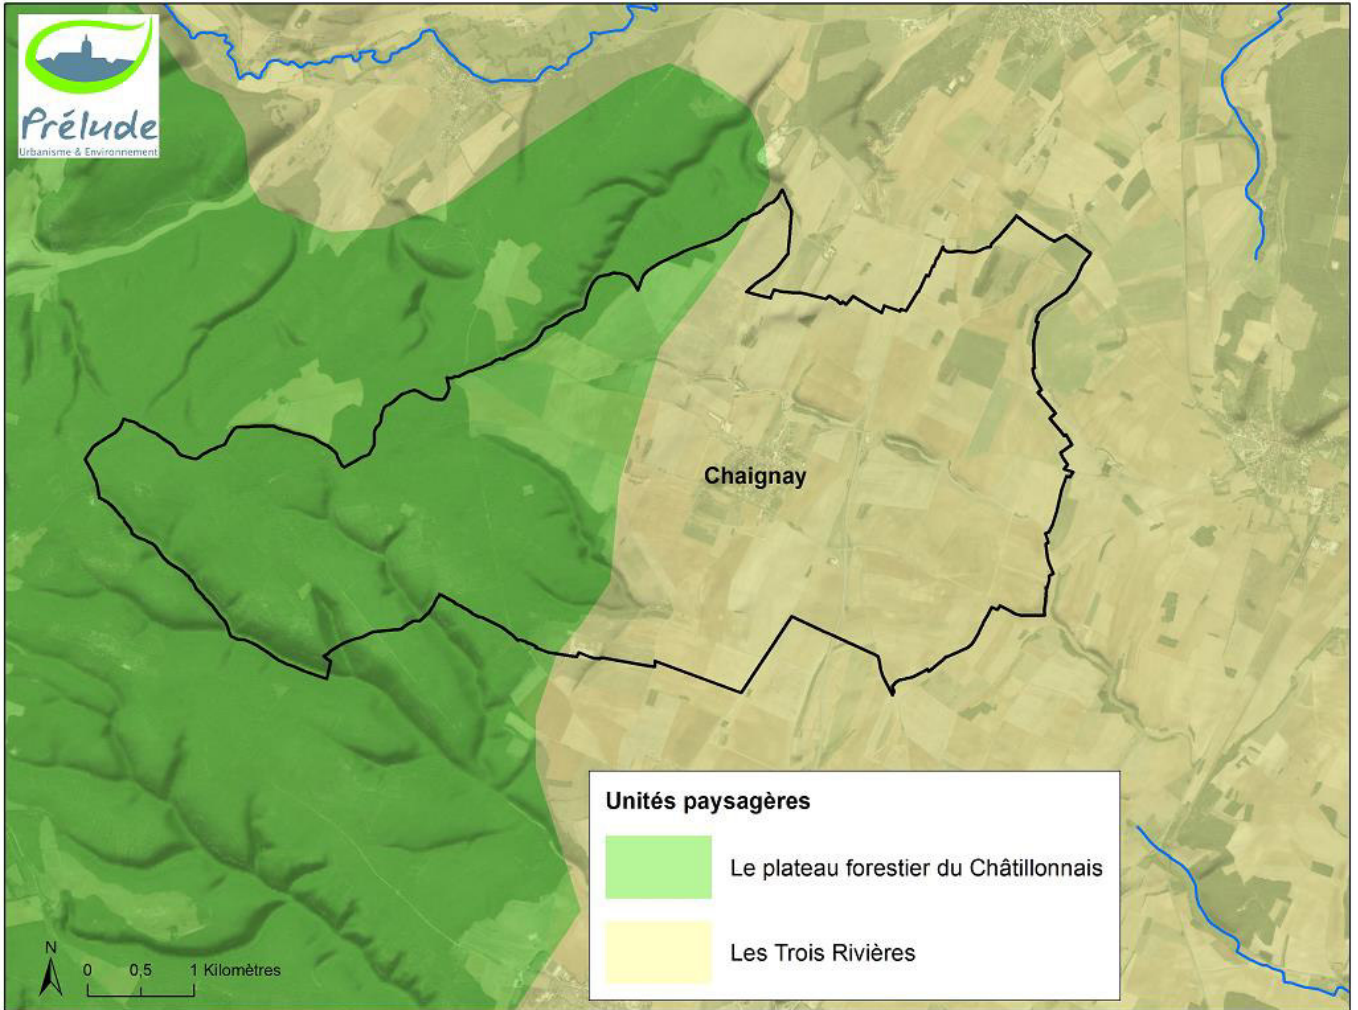 Prélude
Urbanisme & Environnement
Chaignay
Unités paysagères
Le plateau forestier du Châtillonnais
Les Trois Rivières
N
0 0,5 1 Kilomètres